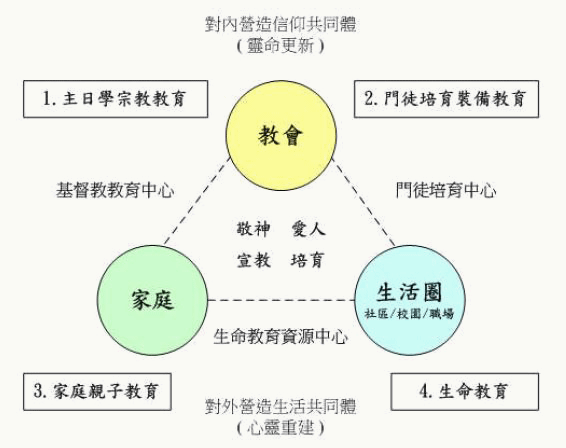 對內營造信仰共同體
(靈命更新)
1.主日學宗教教育
2.門徒培育裝備教育
教會
基督教教育中心
門徒培育中心
敬神 愛人
宣教 培育
家庭
生活圈
社區/校園/職場
生命教育資源中心
3.家庭親子教育
4.生命教育
對外營造生活共同體
(心靈重建)